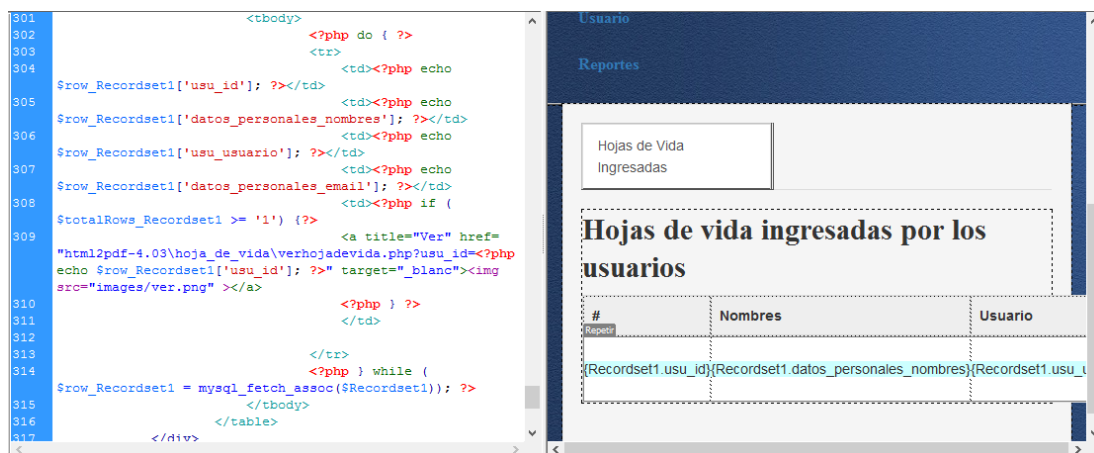 301 <tbody>
302 <?php do { ?>
303 <tr>
304 <td><?php echo
$row_Recordset1['usu_id']; ?></td>
305 <td><?php echo
$row_Recordset1['datos_personales_nombres']; ?></td>
306 <td><?php echo
$row_Recordset1['usu_usuario']; ?></td>
307 <td><?php echo
$row_Recordset1['datos_personales_email']; ?></td>
308 <td><?php if (
$totalRows_Recordset1 >= '1') {?>
309 <a title="Ver" href=
"html2pdf-4.03\hoja_de_vida\verhojadevida.php?usu_id=<?php
echo $row_Recordset1['usu_id']; ?>" target="_blanc"><img
src="images/ver.png" ></a>
310 <?php } ?>
311 </td>
312
313 </tr>
314 <?php } while (
$row_Recordset1 = mysql_fetch_assoc($Recordset1)); ?>
315 </tbody>
316 </table>
317 </div>
Usuario
Reportes
Hojas de Vida
Ingresadas
Hojas de vida ingresadas por los
usuarios
# Nombres Usuario
Repetir
{Recordset1.usu_id} {Recordset1.datos_personales_nombres} {Recordset1.usu_u